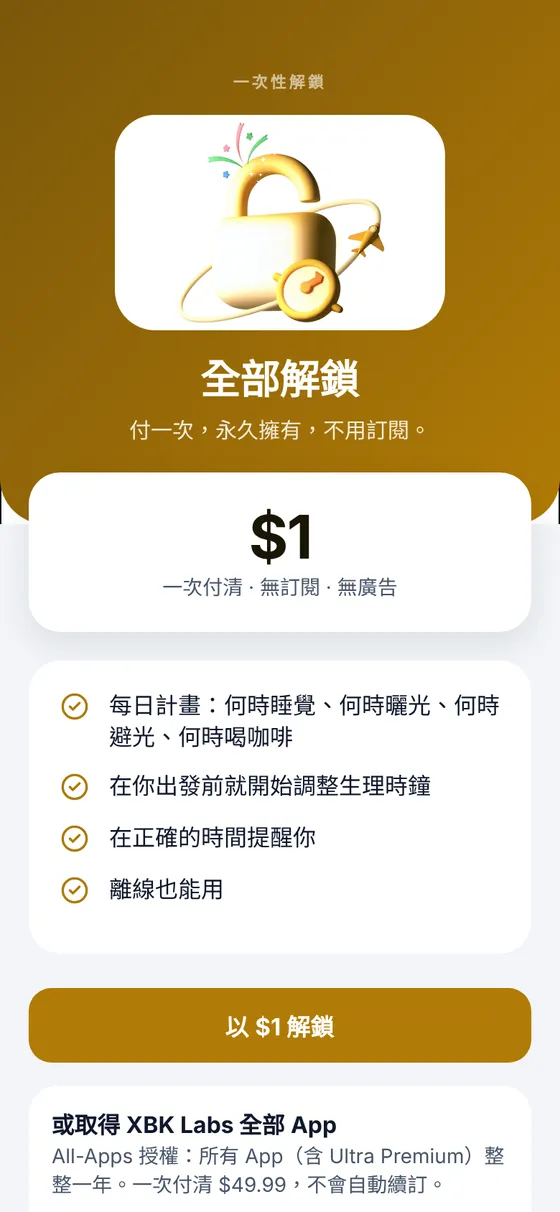 一次性解鎖
全部解鎖
付一次，永久擁有，不用訂閱。
$1
一次付清 · 無訂閱 · 無廣告
每日計畫：何時睡覺、何時曬光、何時
避光、何時喝咖啡
在你出發前就開始調整生理時鐘
在正確的時間提醒你
離線也能用
以 $1 解鎖
或取得 XBK Labs 全部 App
All-Apps 授權：所有 App（含 Ultra Premium）整
整一年。一次付清 $49.99，不會自動續訂。